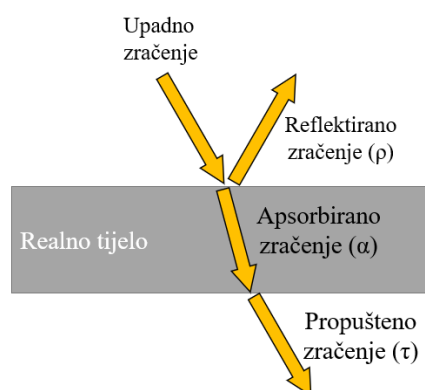 Upadno
zračenje
Reflektirano
zračenje (ρ)
Realno tijelo
Apsorbirano
zračenje (α)
Propušteno
zračenje (τ)